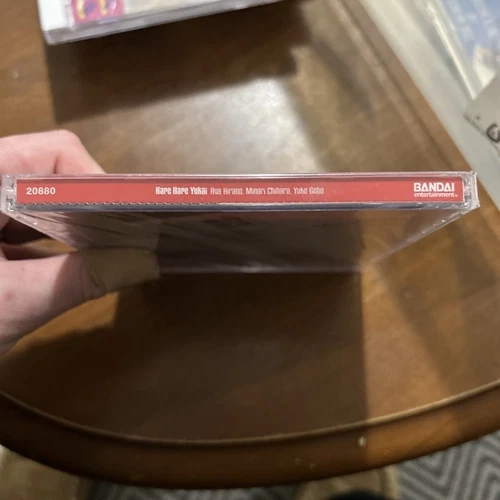 20880
Hare Hare Yukai Aya Hirano, Minori Chihara, Yuko Goto
BANDAI
entertainment®